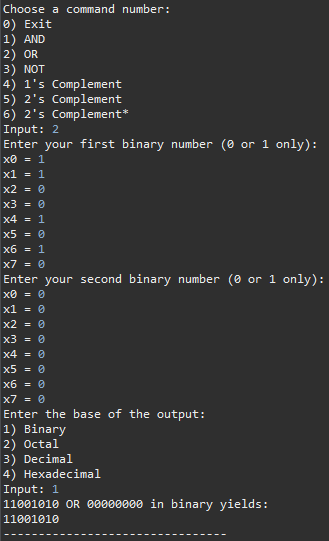 Choose a command number:
0) Exit
1) AND
2) OR
3) NOT
4) 1's Complement
5) 2's Complement
6) 2's Complement*
Input: 2
Enter your first binary number (0 or 1 only):
x0 = 1
x1 = 1
x2 = 0
x3 = 0
x4 = 1
x5 = 0
x6 = 1
x7 = 0
Enter your second binary number (0 or 1 only):
x0 = 0
x1 = 0
x2 = 0
x3 = 0
x4 = 0
x5 = 0
x6 = 0
x7 = 0
Enter the base of the output:
1) Binary
2) Octal
3) Decimal
4) Hexadecimal
Input: 1
11001010 OR 00000000 in binary yields:
11001010
--------------------------------